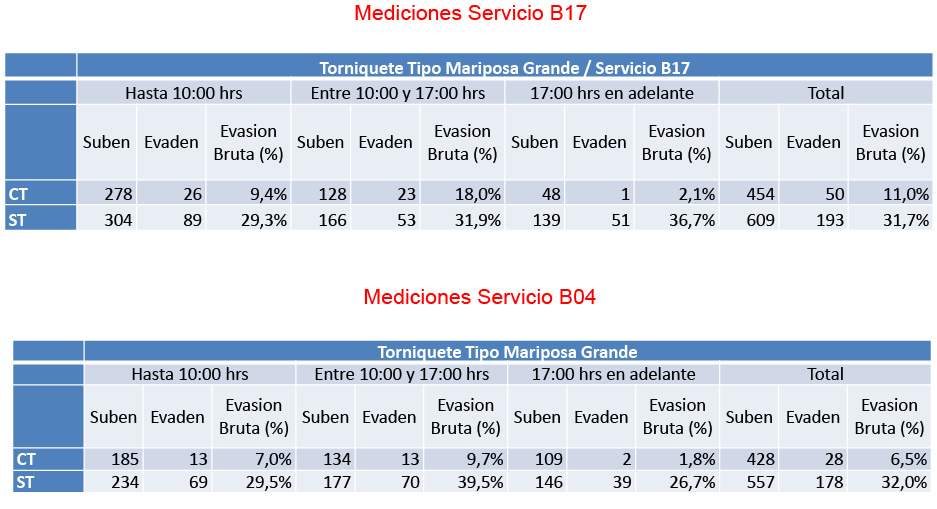 Mediciones Servicio B17
Torniquete Tipo Mariposa Grande / Servicio B17
Hasta 10:00 hrs Entre 10:00 y 17:00 hrs 17:00 hrs en adelante Total
Suben Evaden Evasion Bruta (%) Suben Evaden Evasion Bruta (%) Suben Evaden Evasion Bruta (%) Suben Evaden Evasion Bruta (%)
CT 278 26 9,4% 128 23 18,0% 48 1 2,1% 454 50 11,0%
ST 304 89 29,3% 166 53 31,9% 139 51 36,7% 609 193 31,7%
Mediciones Servicio B04
Torniquete Tipo Mariposa Grande
Hasta 10:00 hrs Entre 10:00 y 17:00 hrs 17:00 hrs en adelante Total
Suben Evaden Evasion Bruta (%) Suben Evaden Evasion Bruta (%) Suben Evaden Evasion Bruta (%) Suben Evaden Evasion Bruta (%)
CT 185 13 7,0% 134 13 9,7% 109 2 1,8% 428 28 6,5%
ST 234 69 29,5% 177 70 39,5% 146 39 26,7% 557 178 32,0%